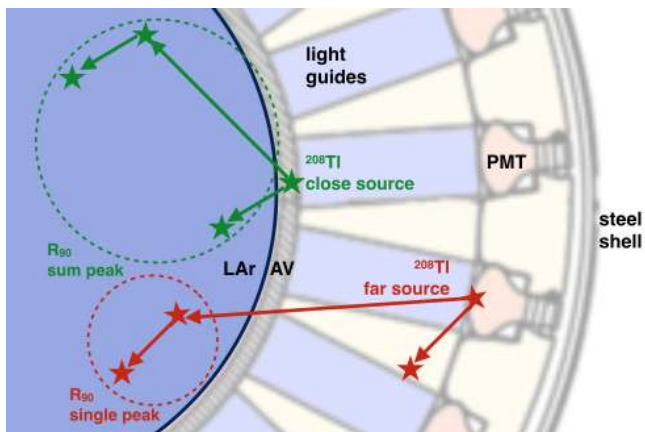 light
guides
²⁰⁸Tl
close source
PMT
steel
shell
R₉₀
sum peak
LAr
AV
²⁰⁸Tl
far source
R₉₀
single peak